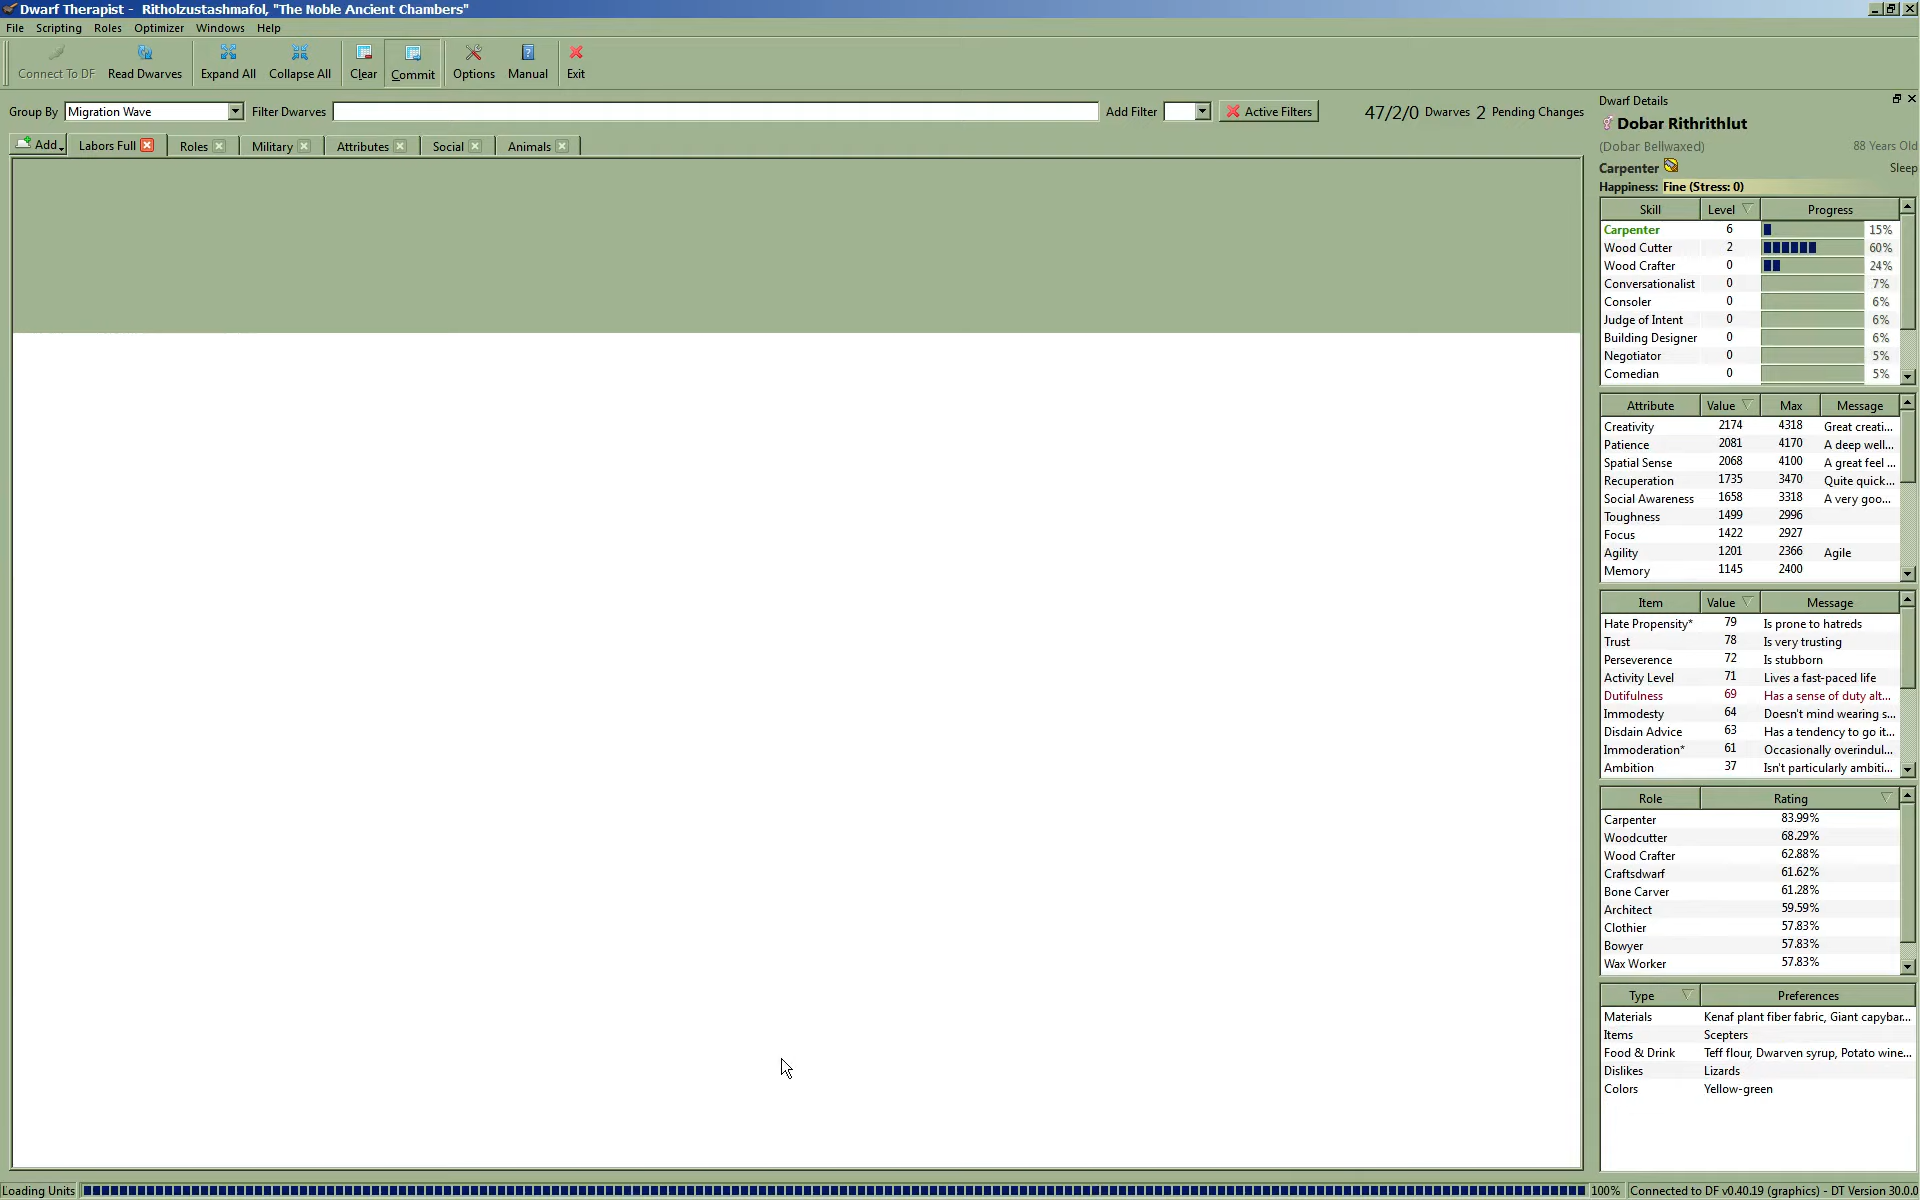 Dwarf Therapist - Ritholzustashmafol, "The Noble Ancient Chambers"
File Scripting Roles Optimizer Windows Help
Connect To DF Read Dwarves Expand All Collapse All Clear Commit Options Manual Exit
Group By Migration Wave Filter Dwarves Add Filter Active Filters 47/2/0 Dwarves 2 Pending Changes
Add Labors Full Roles Military Attributes Social Animals
Dwarf Details
Dobar Rithrithlut
(Dobar Bellwaxed) 88 Years Old
Carpenter Sleep
Happiness: Fine (Stress: 0)
Skill Level Progress
Carpenter 6 15%
Wood Cutter 2 60%
Wood Crafter 0 24%
Conversationalist 0 7%
Consoler 0 6%
Judge of Intent 0 6%
Building Designer 0 6%
Negotiator 0 5%
Comedian 0 5%
Attribute Value Max Message
Creativity 2174 4318 Great creati...
Patience 2081 4170 A deep well...
Spatial Sense 2068 4100 A great feel ...
Recuperation 1735 3470 Quite quick...
Social Awareness 1658 3318 A very goo...
Toughness 1499 2996
Focus 1422 2927
Agility 1201 2366 Agile
Memory 1145 2400
Item Value Message
Hate Propensity* 79 Is prone to hatreds
Trust 78 Is very trusting
Perseverence 72 Is stubborn
Activity Level 71 Lives a fast-paced life
Dutifulness 69 Has a sense of duty alt...
Immodesty 64 Doesn't mind wearing s...
Disdain Advice 63 Has a tendency to go it...
Immoderation* 61 Occasionally overindul...
Ambition 37 Isn't particularly ambiti...
Role Rating
Carpenter 83.99%
Woodcutter 68.29%
Wood Crafter 62.88%
Craftsdwarf 61.62%
Bone Carver 61.28%
Architect 59.59%
Clothier 57.83%
Bowyer 57.83%
Wax Worker 57.83%
Type Preferences
Materials Kenaf plant fiber fabric, Giant capybar...
Items Scepters
Food & Drink Teff flour, Dwarven syrup, Potato wine...
Dislikes Lizards
Colors Yellow-green
Loading Units 100% Connected to DF v0.40.19 (graphics) - DT Version 30.0.0